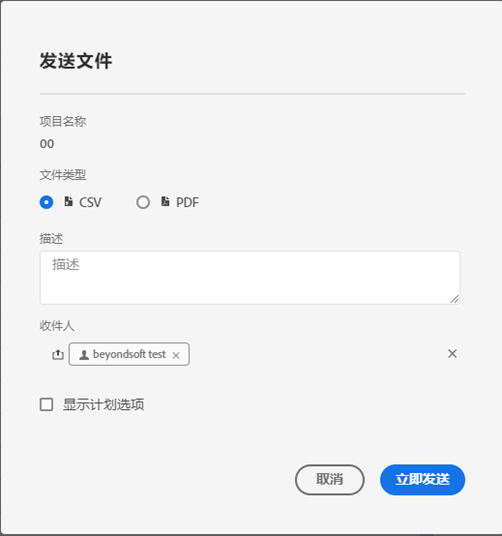 发送文件
项目名称
00
文件类型
CSV PDF
描述
描述
收件人
beyondsoft test
显示计划选项
取消 立即发送